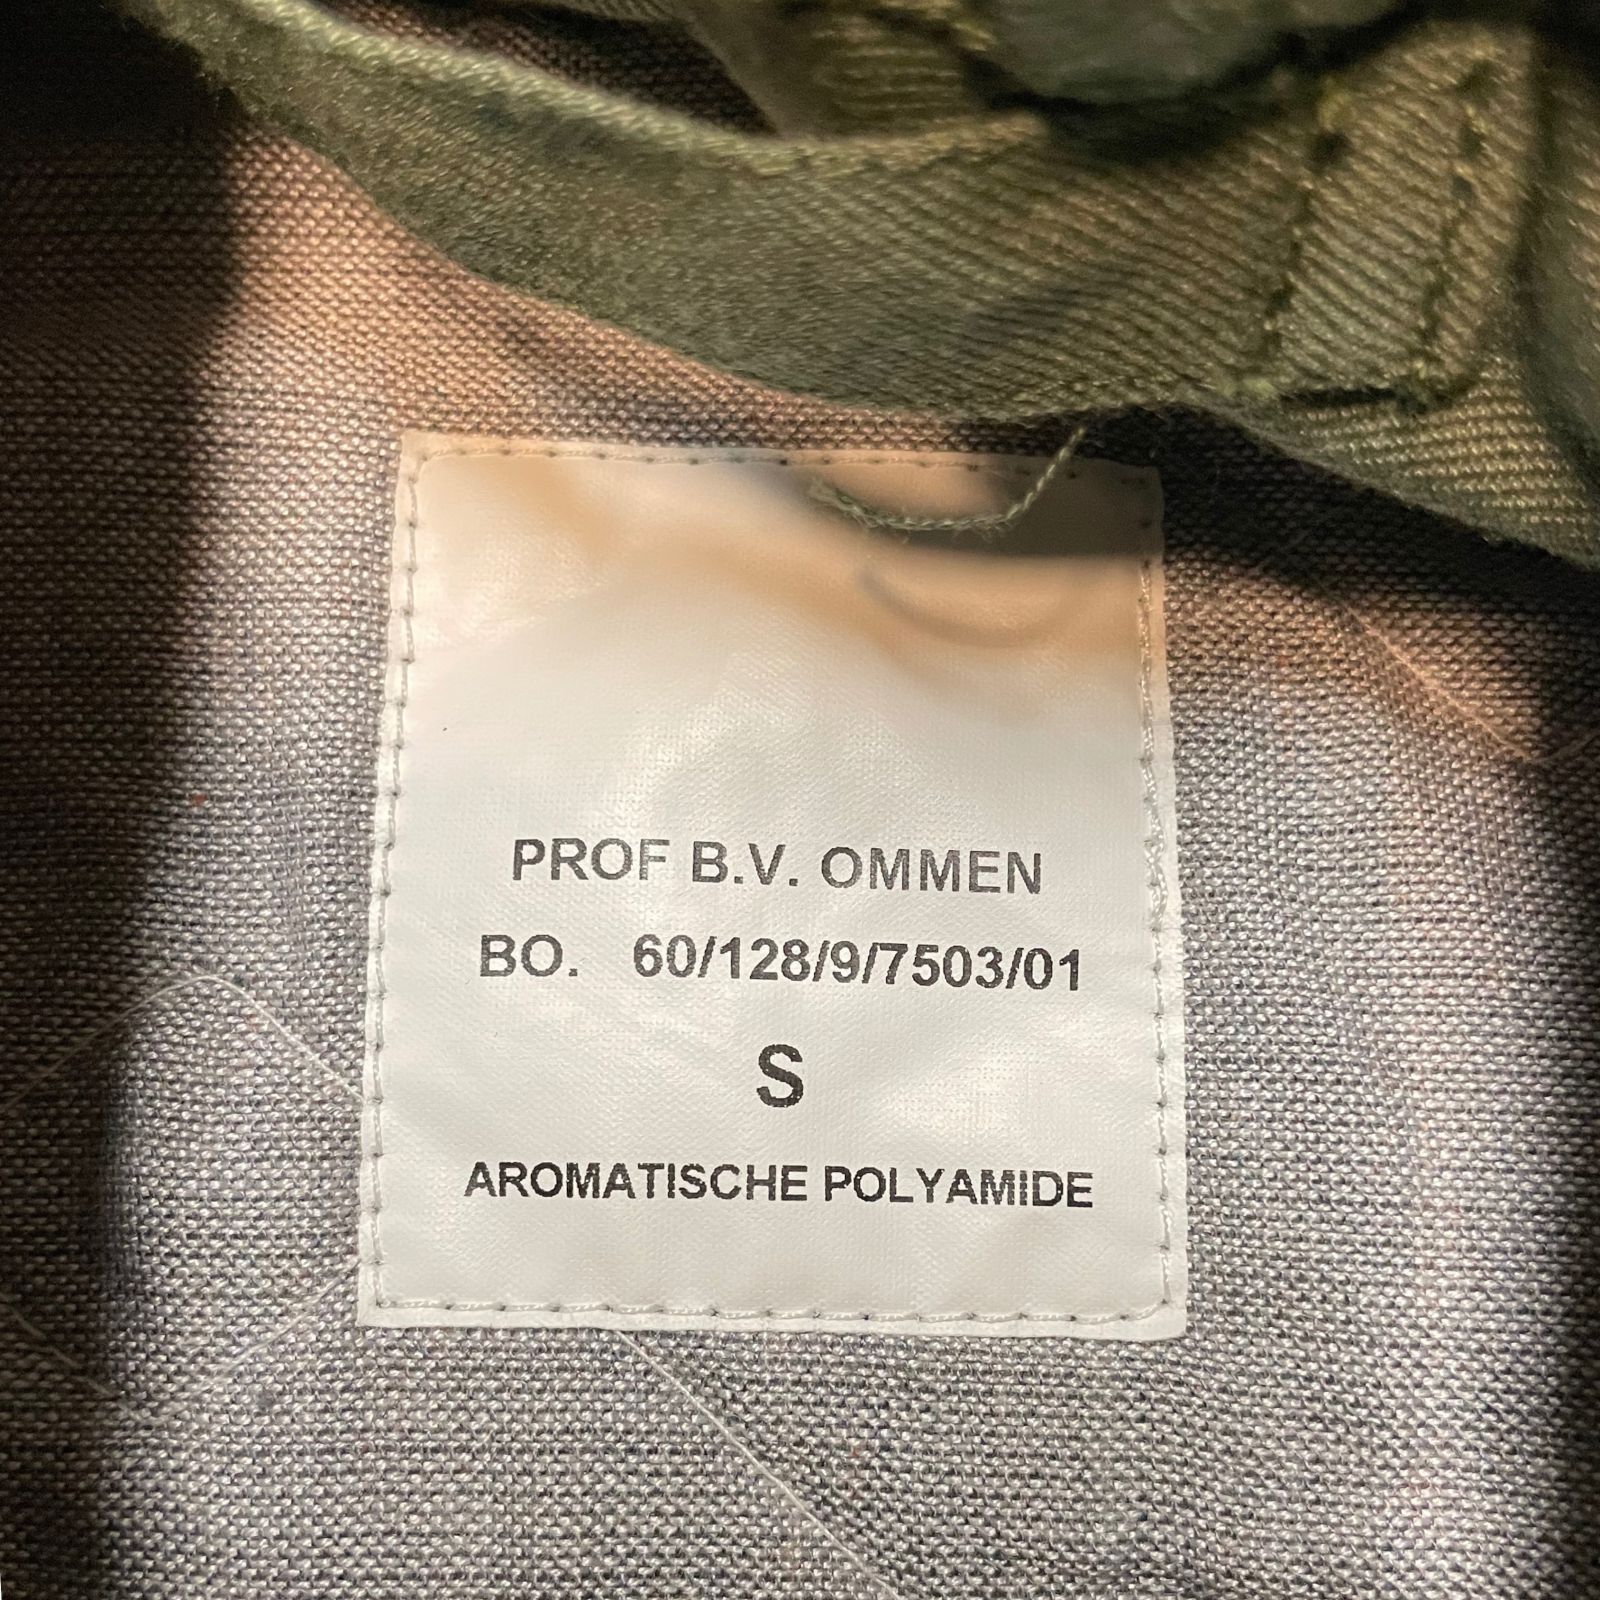 PROF B.V. OMMEN
BO. 60/128/9/7503/01
S
AROMATISCHE POLYAMIDE